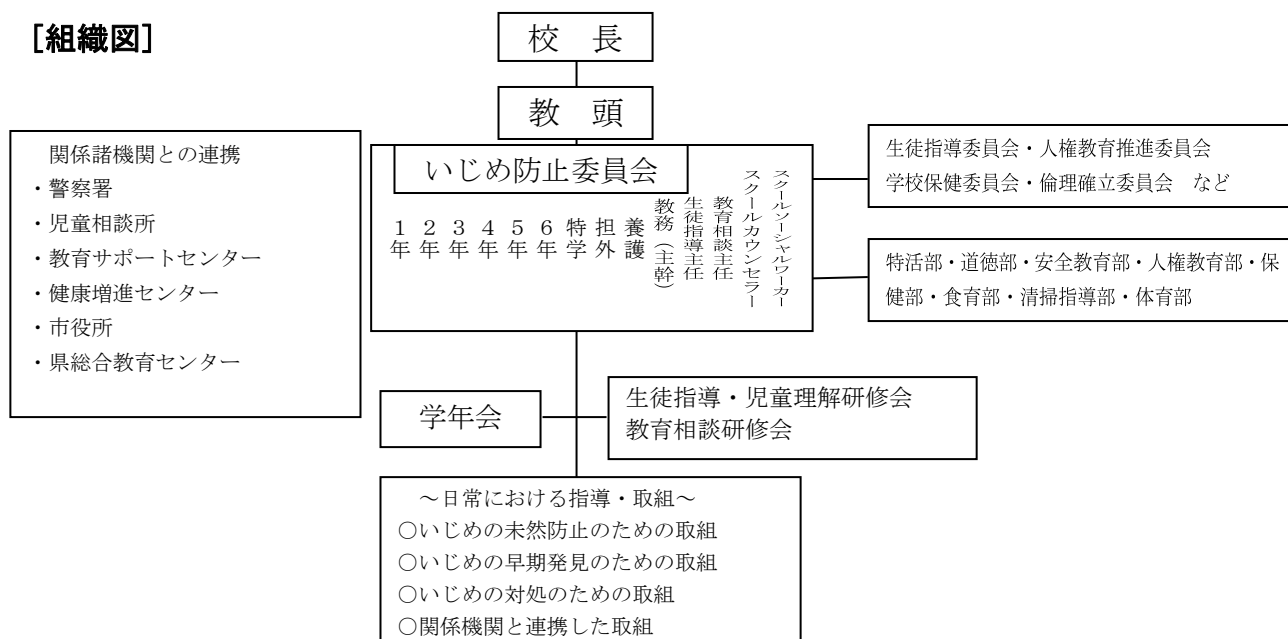 ［組織図］
校　長
教　頭
関係諸機関との連携
・警察署
・児童相談所
・教育サポートセンター
・健康増進センター
・市役所
・県総合教育センター
いじめ防止委員会
１年
２年
３年
４年
５年
６年
特学
担外
養護
教務（主幹）
生徒指導主任
教育相談主任
スクールカウンセラー
スクールソーシャルワーカー
生徒指導委員会・人権教育推進委員会
学校保健委員会・倫理確立委員会　など
特活部・道徳部・安全教育部・人権教育部・保
健部・食育部・清掃指導部・体育部
学年会
生徒指導・児童理解研修会
教育相談研修会
～日常における指導・取組～
○いじめの未然防止のための取組
○いじめの早期発見のための取組
○いじめの対処のための取組
○関係機関と連携した取組